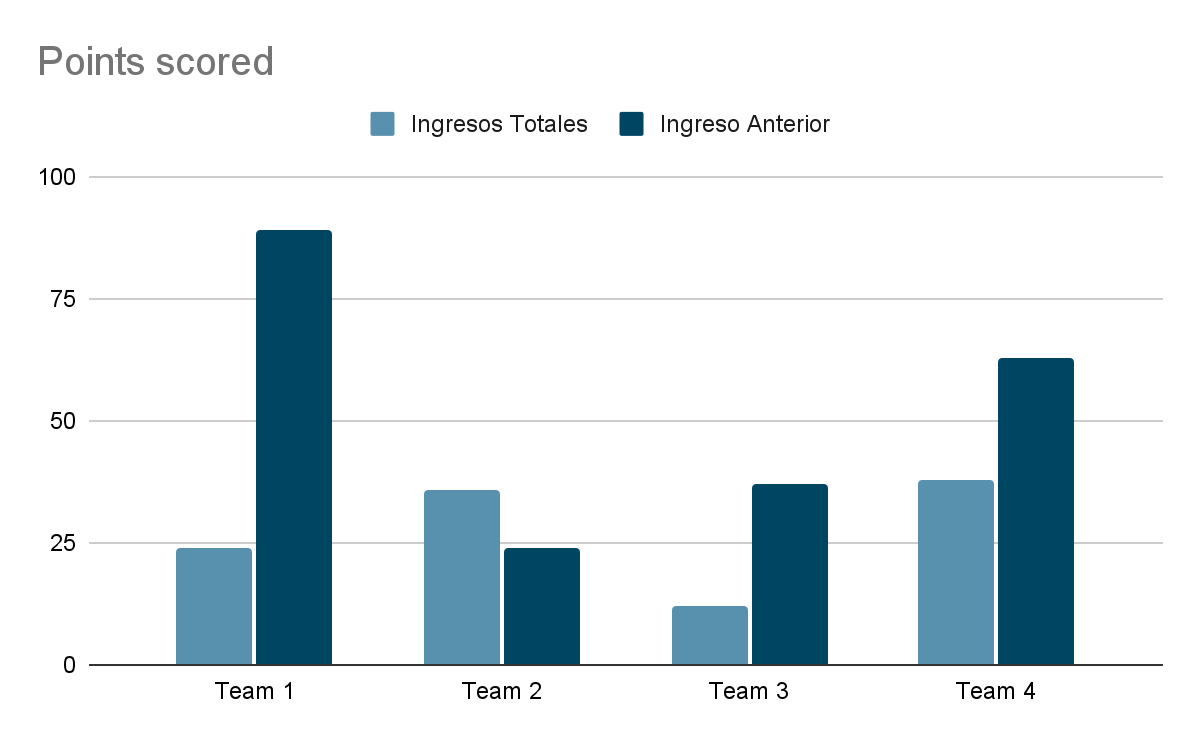 Points scored
Ingresos Totales Ingreso Anterior
100
75
50
25
0
Team 1 Team 2 Team 3 Team 4